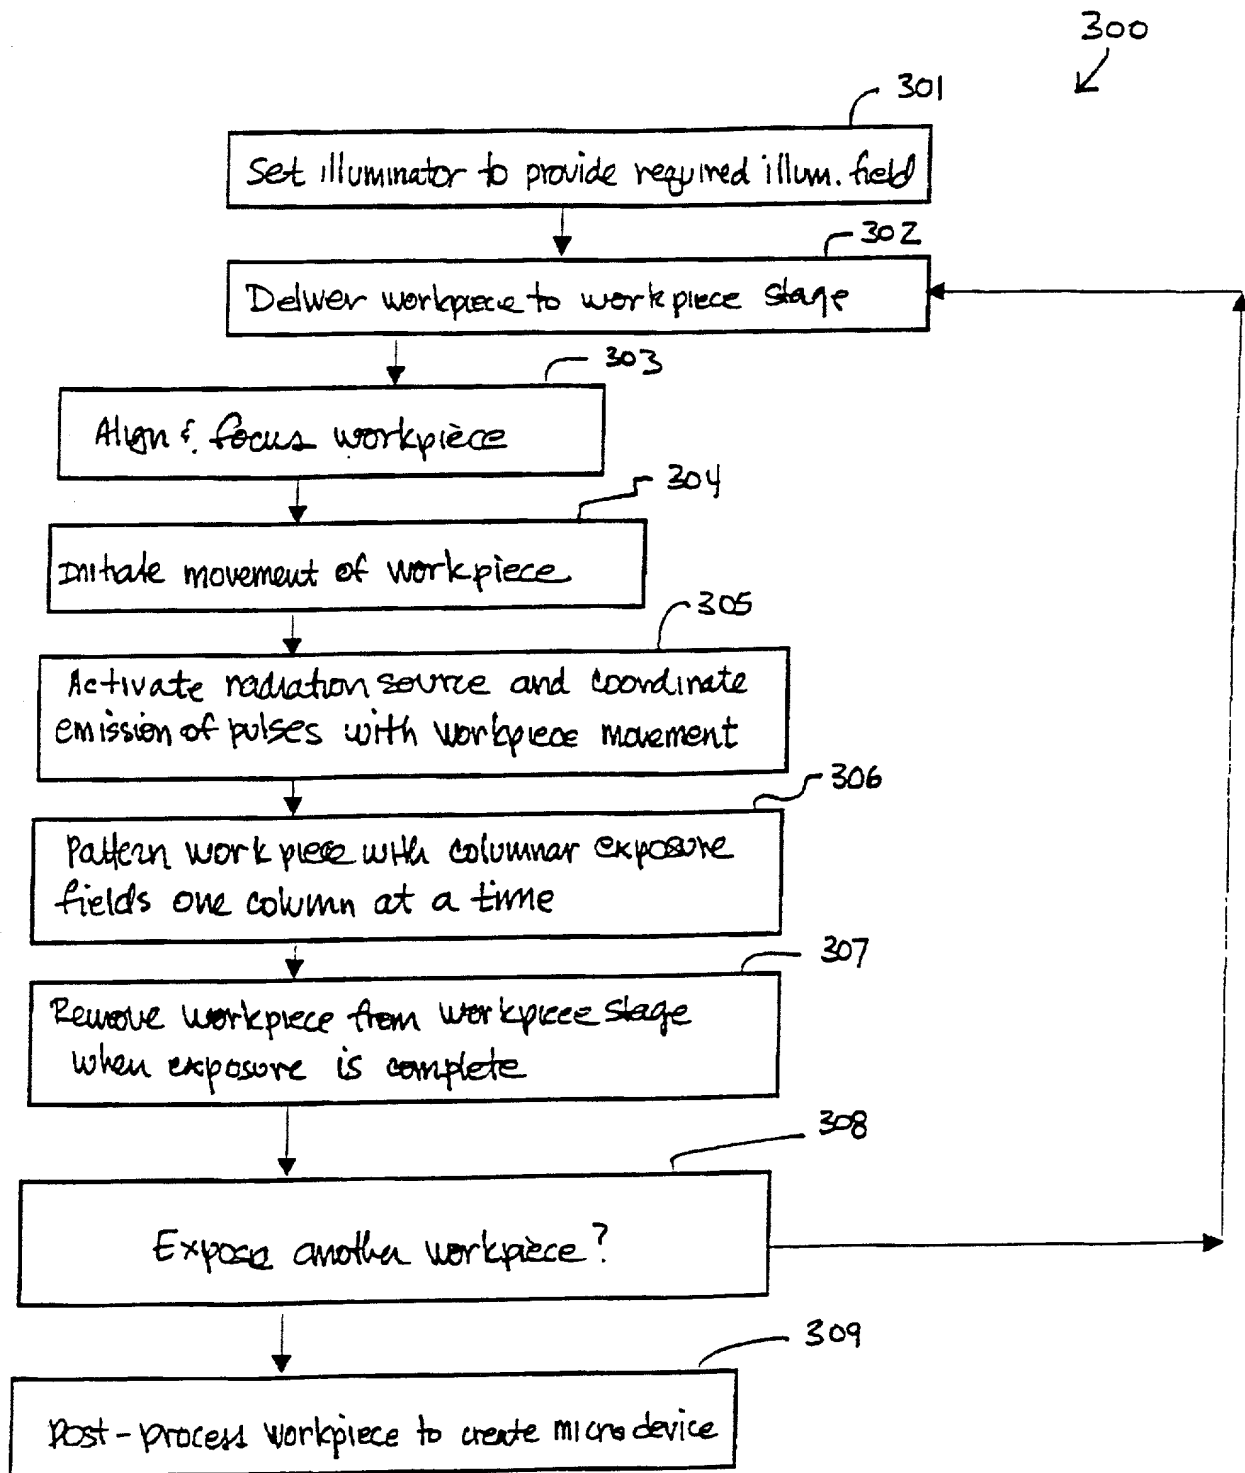 300
301
Set illuminator to provide required illum. field
302
Deliver workpiece to workpiece stage
303
Align & focus workpiece
304
Initiate movement of workpiece
305
Activate radiation source and coordinate
emission of pulses with workpiece movement
306
Pattern workpiece with columnar exposure
fields one column at a time
307
Remove workpiece from workpiece stage
when exposure is complete
308
Expose another workpiece?
309
Post-process workpiece to create micro device